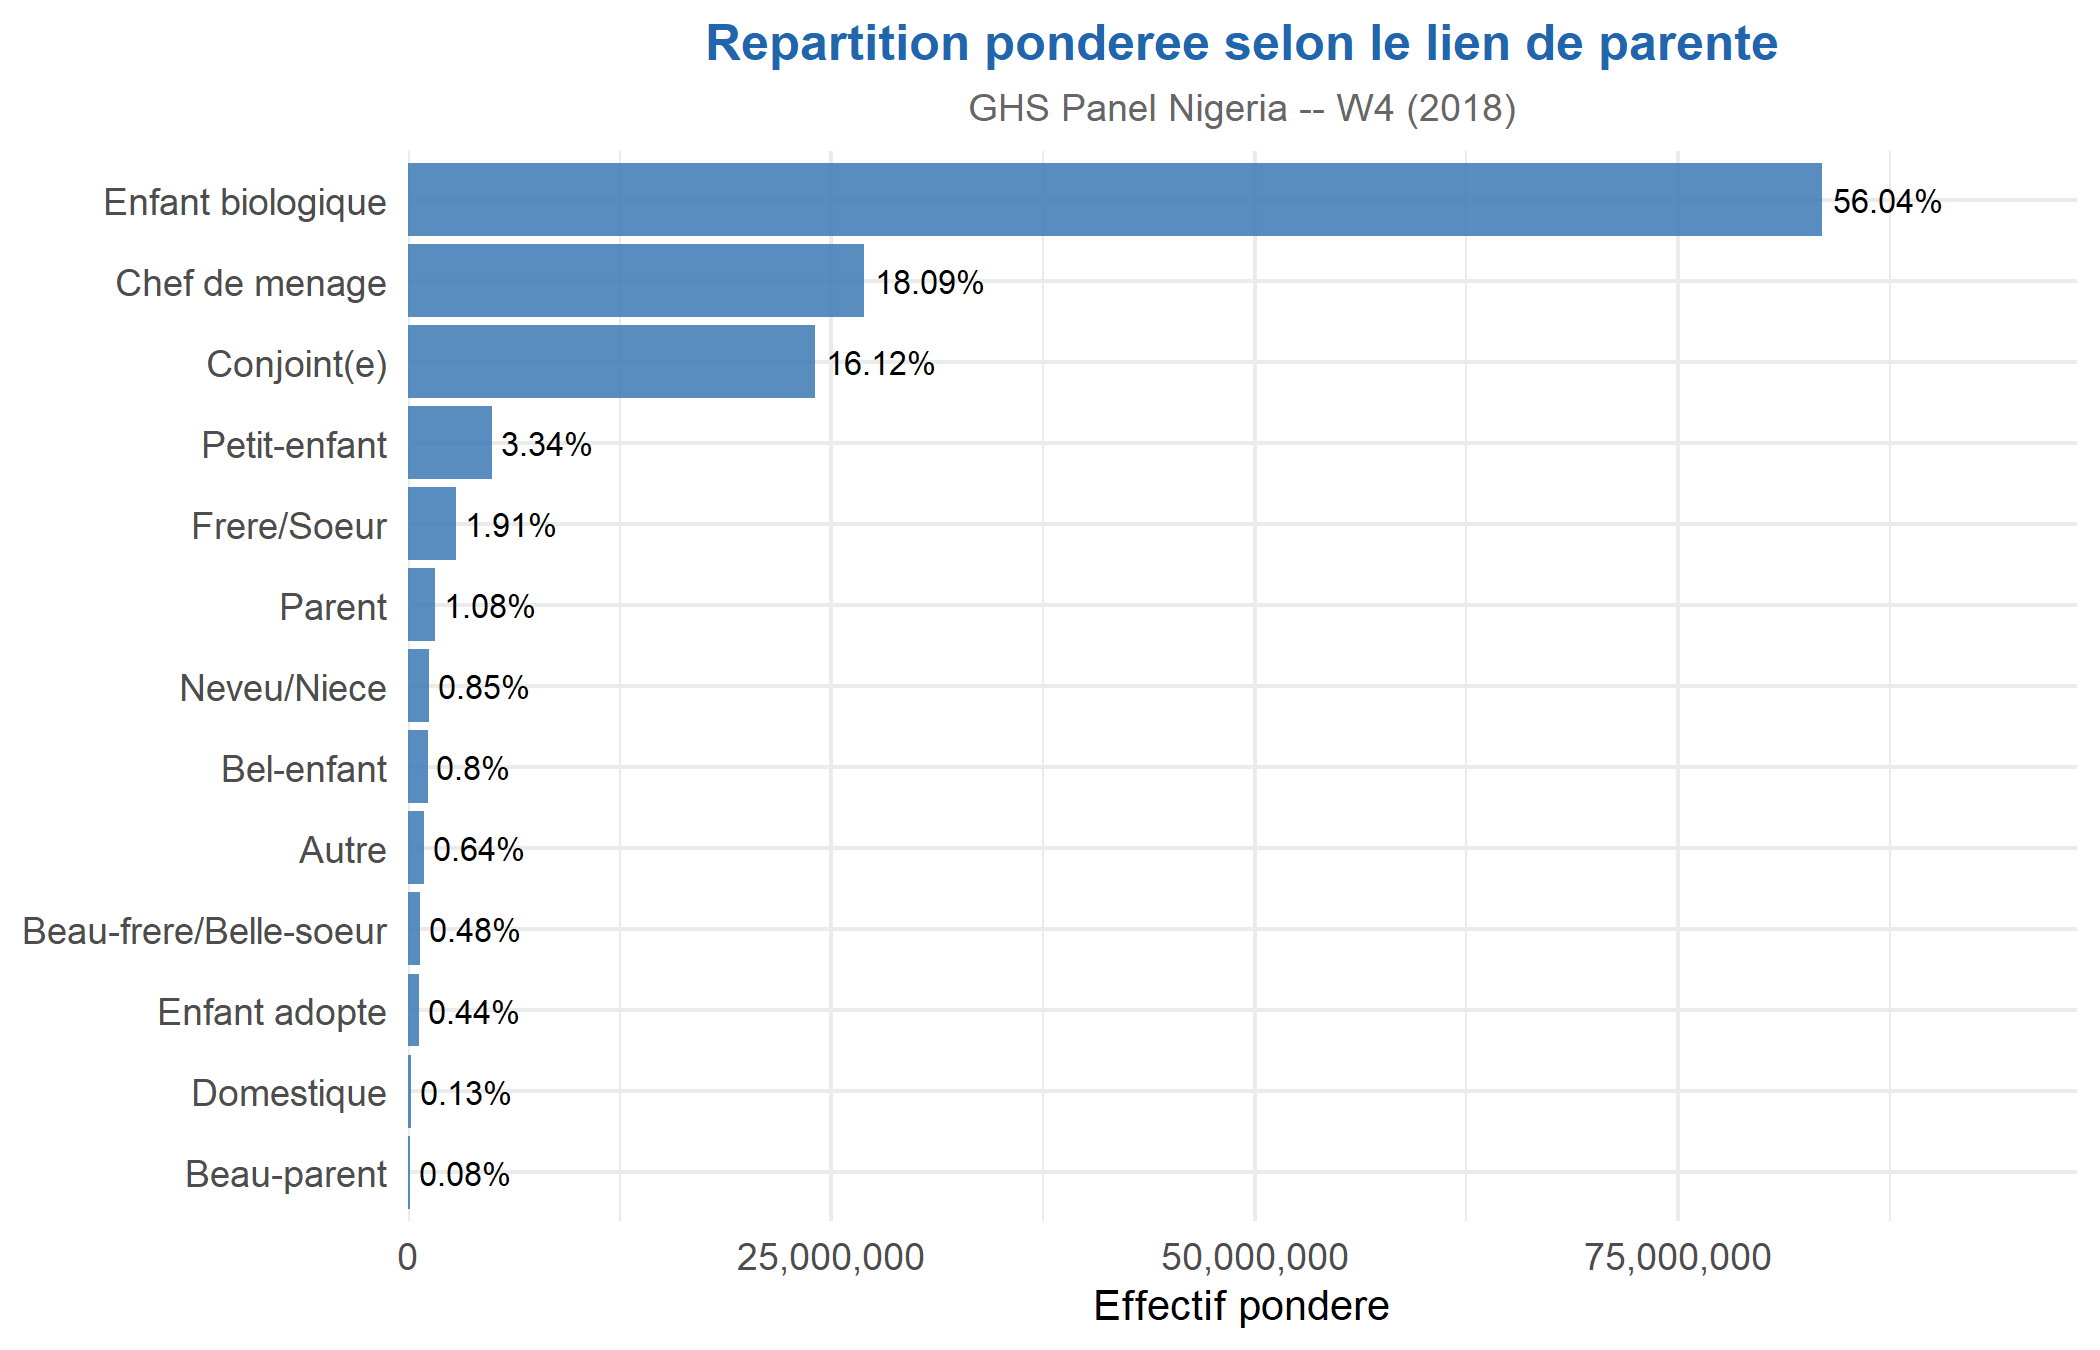 Repartition ponderee selon le lien de parente
GHS Panel Nigeria -- W4 (2018)
Enfant biologique 56.04%
Chef de menage 18.09%
Conjoint(e) 16.12%
Petit-enfant 3.34%
Frere/Soeur 1.91%
Parent 1.08%
Neveu/Niece 0.85%
Bel-enfant 0.8%
Autre 0.64%
Beau-frere/Belle-soeur 0.48%
Enfant adopte 0.44%
Domestique 0.13%
Beau-parent 0.08%
0 25,000,000 50,000,000 75,000,000
Effectif pondere